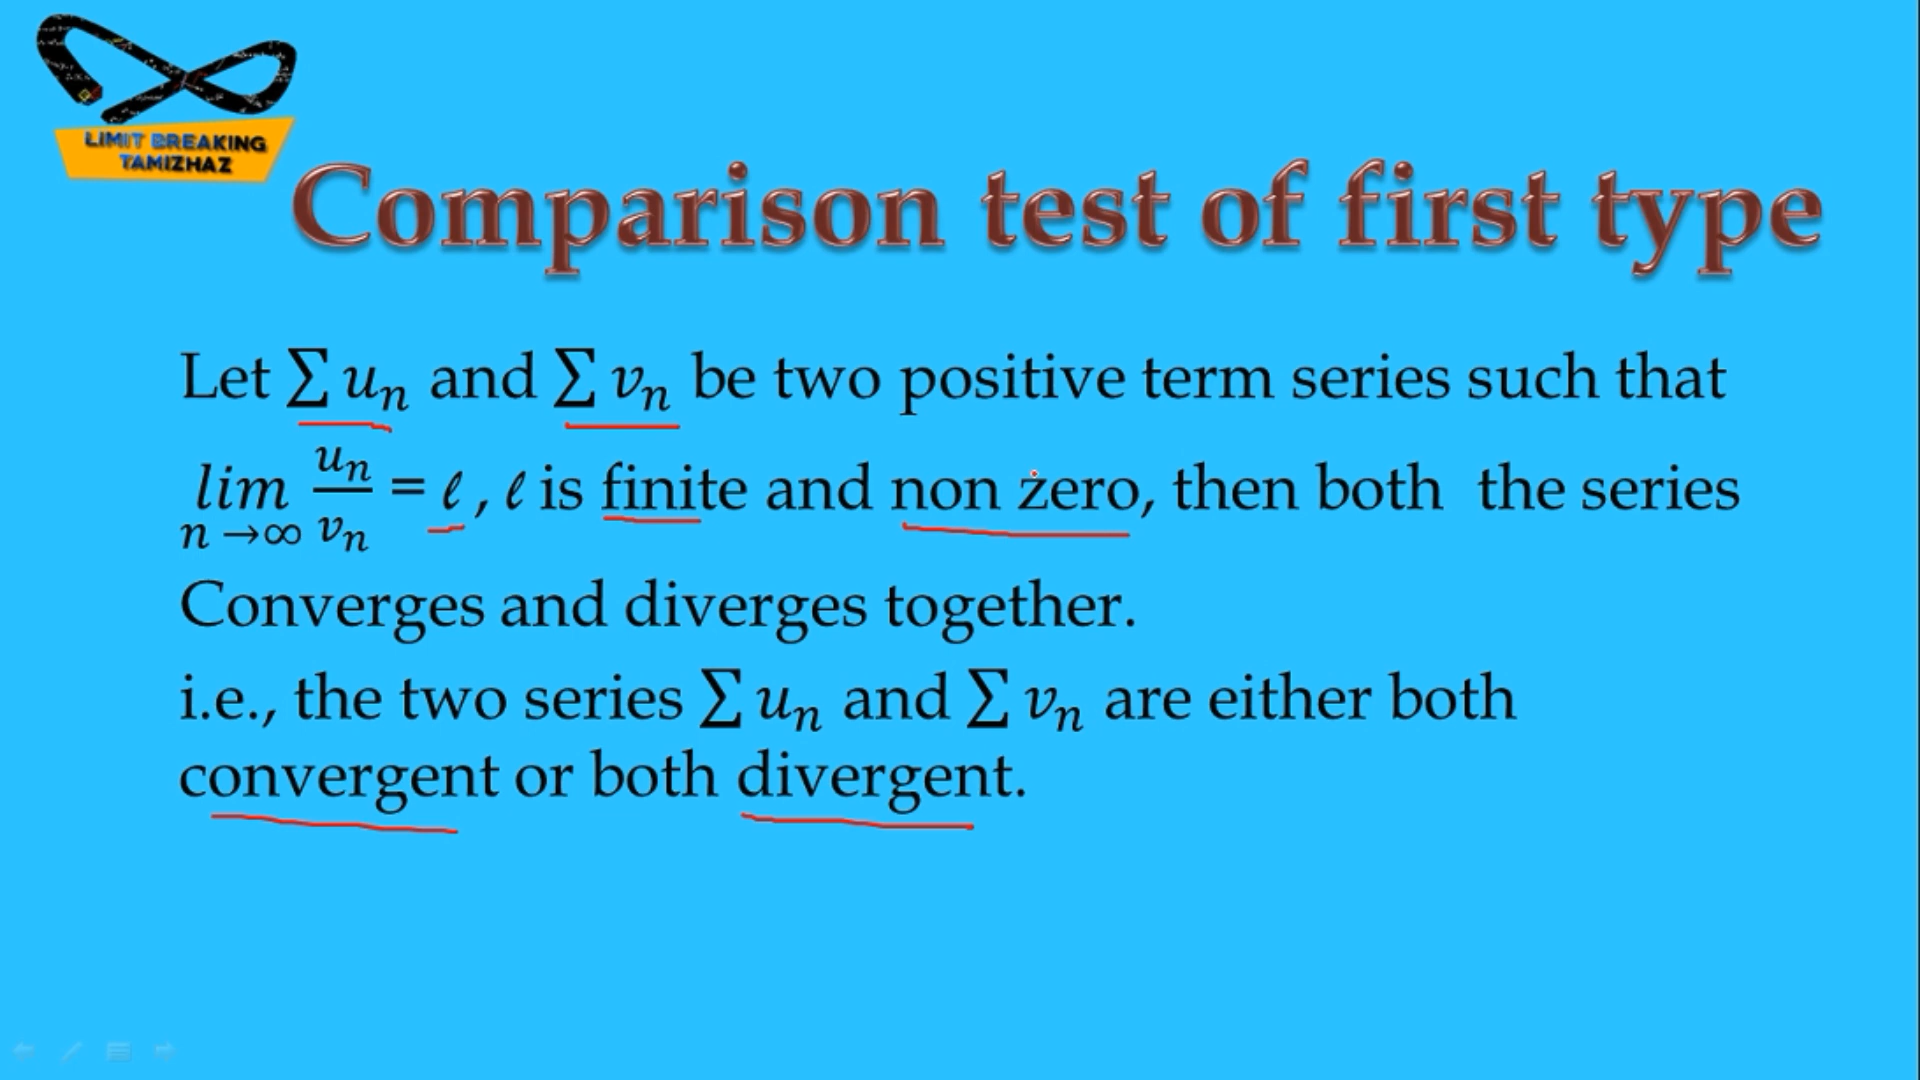 LIMIT BREAKING
TAMIZHAZ
Comparison test of first type
Let ∑ uₙ and ∑ vₙ be two positive term series such that
lim n→∞ uₙ/vₙ = ℓ , ℓ is finite and non zero, then both the series
Converges and diverges together.
i.e., the two series ∑ uₙ and ∑ vₙ are either both
convergent or both divergent.